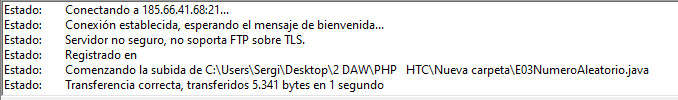 Estado: Conectando a 185.66.41.68:21...
Estado: Conexión establecida, esperando el mensaje de bienvenida...
Estado: Servidor no seguro, no soporta FTP sobre TLS.
Estado: Registrado en
Estado: Comenzando la subida de C:\Users\Sergi\Desktop\2 DAW\PHP   HTC\Nueva carpeta\E03NumeroAleatorio.java
Estado: Transferencia correcta, transferidos 5.341 bytes en 1 segundo